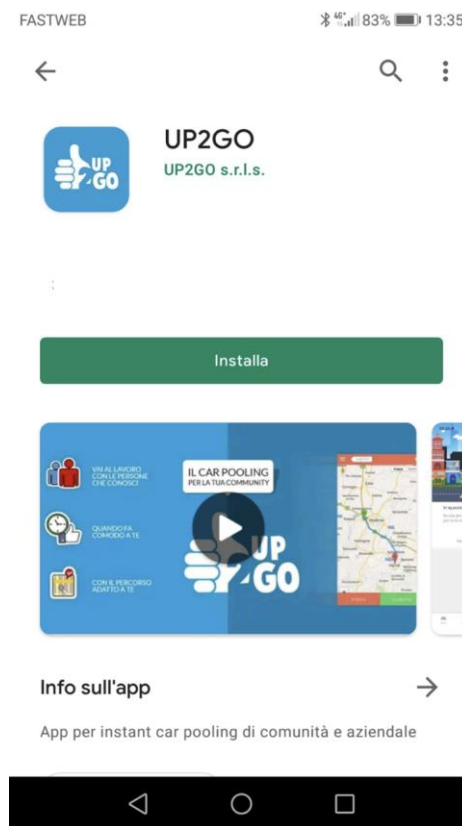 FASTWEB
4G+ 83% 13:35
UP
GO
UP2GO
UP2GO s.r.l.s.
Installa
VAI AL LAVORO
CON LE PERSONE
CHE CONOSCI
QUANDO FA
COMODO A TE
CON IL PERCORSO
ADATTO A TE
IL CAR POOLING
PER LA TUA COMMUNITY
UP
GO
Info sull'app
App per instant car pooling di comunità e aziendale